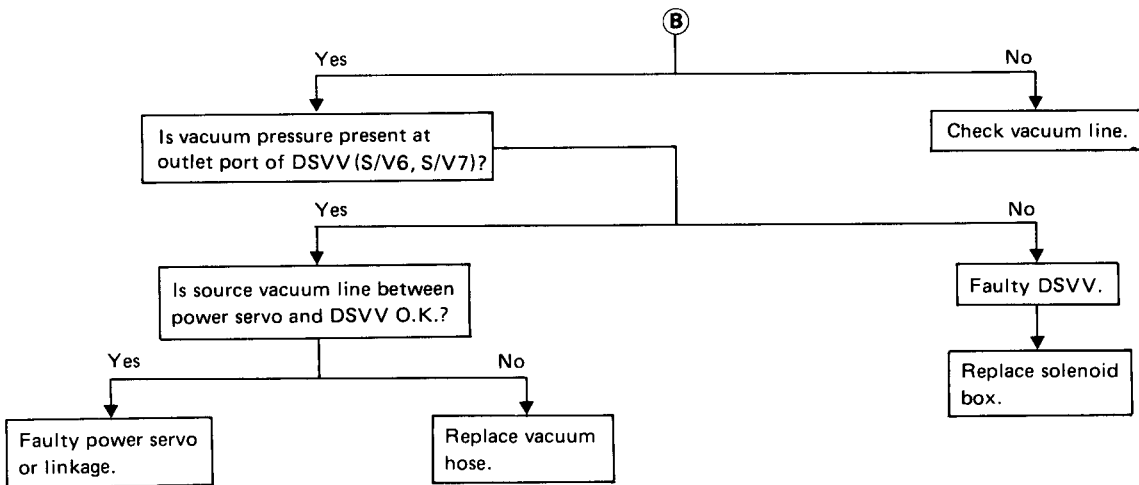 B
Yes
No
Is vacuum pressure present at
outlet port of DSVV (S/V6, S/V7)?
Check vacuum line.
Yes
No
Is source vacuum line between
power servo and DSVV O.K.?
Faulty DSVV.
Yes
No
Replace solenoid
box.
Faulty power servo
or linkage.
Replace vacuum
hose.